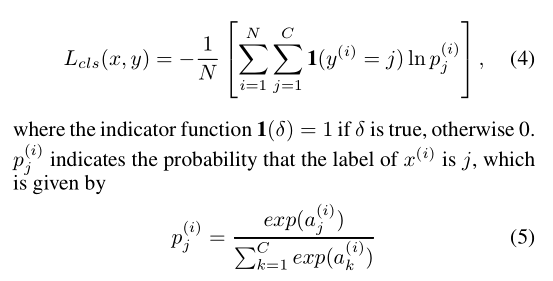 L_{cls}(x, y) = -\frac{1}{N} \left[ \sum_{i=1}^{N} \sum_{j=1}^{C} \mathbf{1}(y^{(i)} = j) \ln p_j^{(i)} \right], (4)
where the indicator function 1(δ) = 1 if δ is true, otherwise 0.
p_j^{(i)} indicates the probability that the label of x^{(i)} is j, which
is given by
p_j^{(i)} = \frac{exp(a_j^{(i)})}{\sum_{k=1}^{C} exp(a_k^{(i)})} (5)